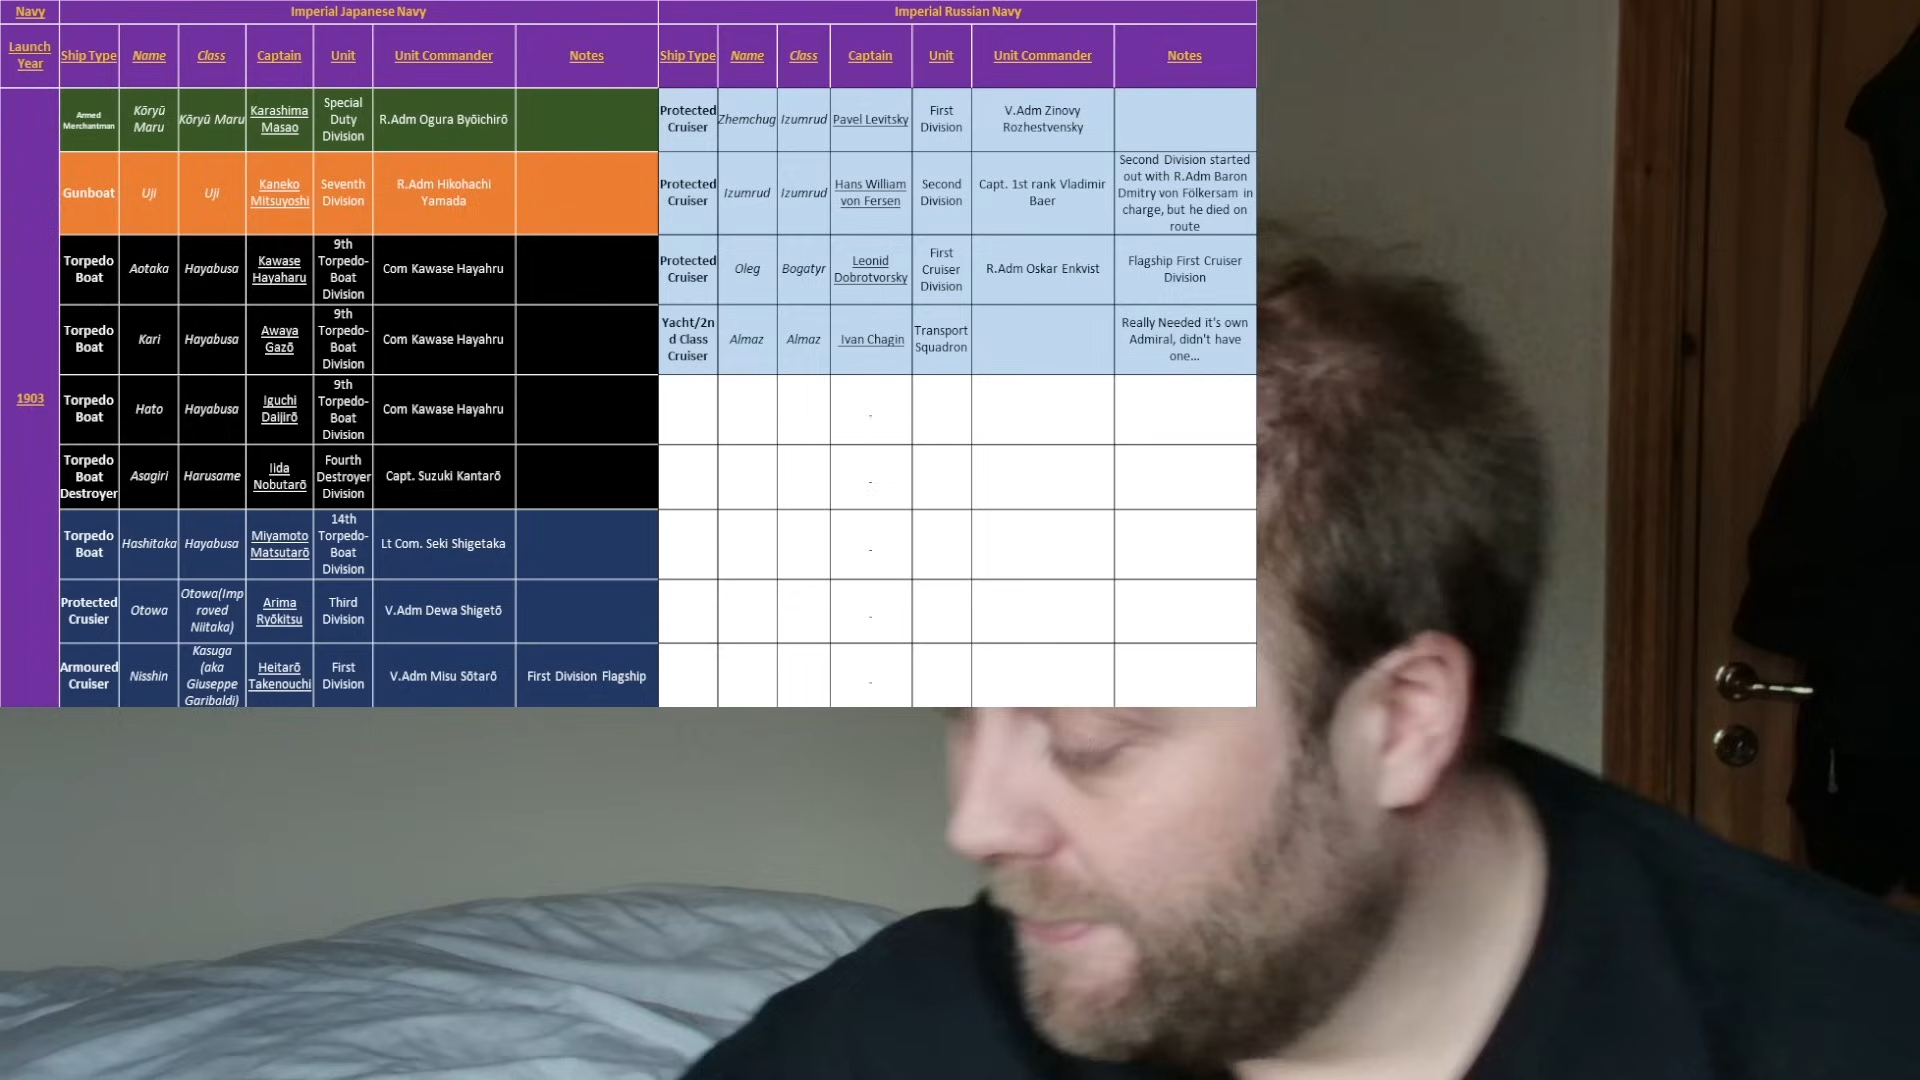 Navy
Imperial Japanese Navy
Imperial Russian Navy
Launch
Year
Ship Type
Name
Class
Captain
Unit
Unit Commander
Notes
Ship Type
Name
Class
Captain
Unit
Unit Commander
Notes
1903
Armed
Merchantman
Kōryū
Maru
Kōryū Maru
Karashima
Masao
Special
Duty
Division
R.Adm Ogura Byōichirō
Protected
Cruiser
Zhemchug
Izumrud
Pavel Levitsky
First
Division
V.Adm Zinovy
Rozhestvensky
Gunboat
Uji
Uji
Kaneko
Mitsuyoshi
Seventh
Division
R.Adm Hikohachi
Yamada
Protected
Cruiser
Izumrud
Izumrud
Hans William
von Fersen
Second
Division
Capt. 1st rank Vladimir
Baer
Second Division started
out with R.Adm Baron
Dmitry von Fölkersam in
charge, but he died on
route
Torpedo
Boat
Aotaka
Hayabusa
Kawase
Hayaharu
9th
Torpedo-
Boat
Division
Com Kawase Hayahru
Protected
Cruiser
Oleg
Bogatyr
Leonid
Dobrotvorsky
First
Cruiser
Division
R.Adm Oskar Enkvist
Flagship First Cruiser
Division
Torpedo
Boat
Kari
Hayabusa
Awaya
Gazō
9th
Torpedo-
Boat
Division
Com Kawase Hayahru
Yacht/2n
d Class
Cruiser
Almaz
Almaz
Ivan Chagin
Transport
Squadron
Really Needed it's own
Admiral, didn't have
one...
Torpedo
Boat
Hato
Hayabusa
Iguchi
Daijirō
9th
Torpedo-
Boat
Division
Com Kawase Hayahru
-
Torpedo
Boat
Destroyer
Asagiri
Harusame
Iida
Nobutarō
Fourth
Destroyer
Division
Capt. Suzuki Kantarō
-
Torpedo
Boat
Hashitaka
Hayabusa
Miyamoto
Matsutarō
14th
Torpedo-
Boat
Division
Lt Com. Seki Shigetaka
-
Protected
Crusier
Otowa
Otowa(Imp
roved
Niitaka)
Arima
Ryōkitsu
Third
Division
V.Adm Dewa Shigetō
-
Armoured
Cruiser
Nisshin
Kasuga
(aka
Giuseppe
Garibaldi)
Heitarō
Takenouchi
First
Division
V.Adm Misu Sōtarō
First Division Flagship
-